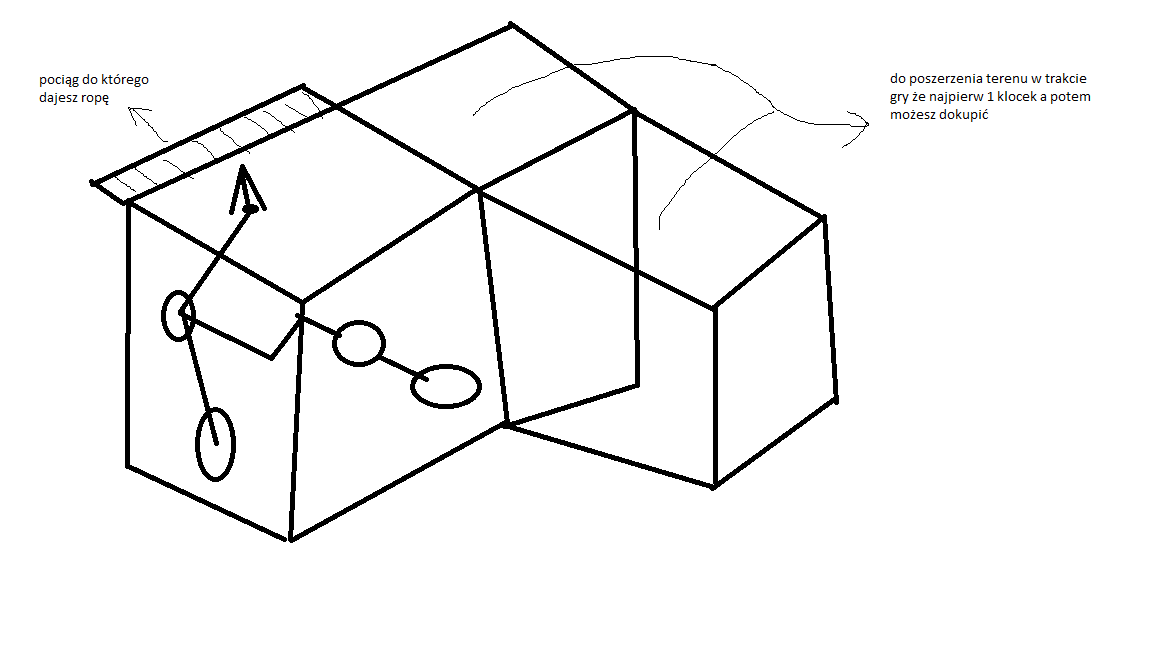 pociąg do którego
dajesz ropę
do poszerzenia terenu w trakcie
gry że najpierw 1 klocek a potem
możesz dokupić